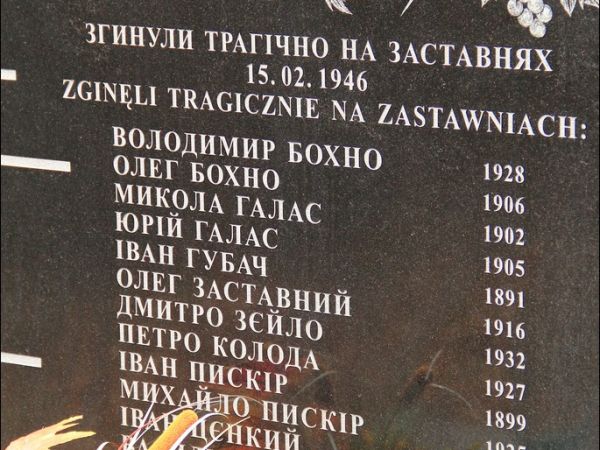 ЗГИНУЛИ ТРАГІЧНО НА ЗАСТАВНЯХ
15.02.1946
ZGINĘLI TRAGICZNIE NA ZASTAWNIACH:
ВОЛОДИМИР БОХНО 1928
ОЛЕГ БОХНО 1906
МИКОЛА ГАЛАС 1902
ЮРІЙ ГАЛАС 1905
ІВАН ГУБАЧ 1891
ОЛЕГ ЗАСТАВНИЙ 1916
ДМИТРО ЗЄЙЛО 1932
ПЕТРО КОЛОДА 1927
ІВАН ПИСКІР 1899
МИХАЙЛО ПИСКІР 1925
ІВАН